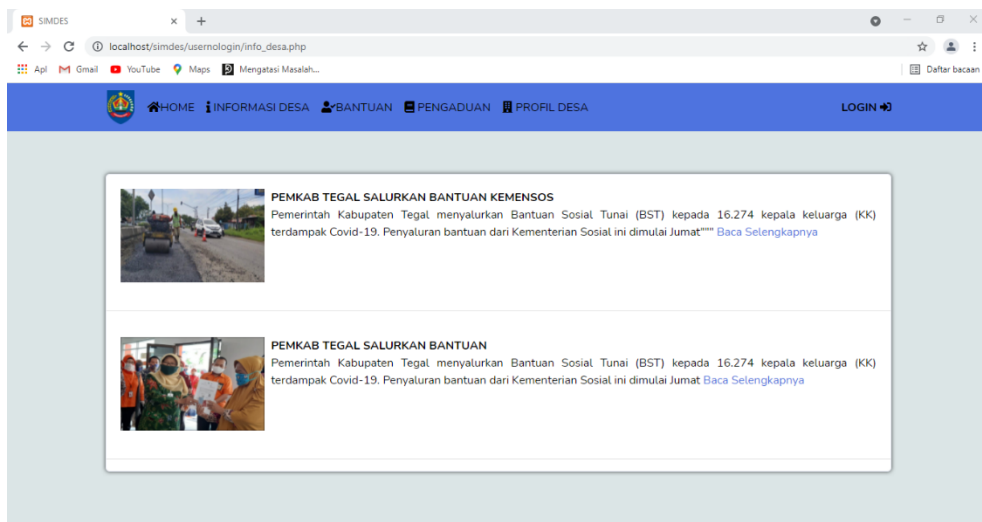 SIMDES
localhost/simdes/usernologin/info_desa.php
Apl Gmail YouTube Maps Mengatasi Masalah... Daftar bacaan
HOME INFORMASI DESA BANTUAN PENGADUAN PROFIL DESA LOGIN
PEMKAB TEGAL SALURKAN BANTUAN KEMENSOS
Pemerintah Kabupaten Tegal menyalurkan Bantuan Sosial Tunai (BST) kepada 16.274 kepala keluarga (KK)
terdampak Covid-19. Penyaluran bantuan dari Kementerian Sosial ini dimulai Jumat""" Baca Selengkapnya
PEMKAB TEGAL SALURKAN BANTUAN
Pemerintah Kabupaten Tegal menyalurkan Bantuan Sosial Tunai (BST) kepada 16.274 kepala keluarga (KK)
terdampak Covid-19. Penyaluran bantuan dari Kementerian Sosial ini dimulai Jumat Baca Selengkapnya